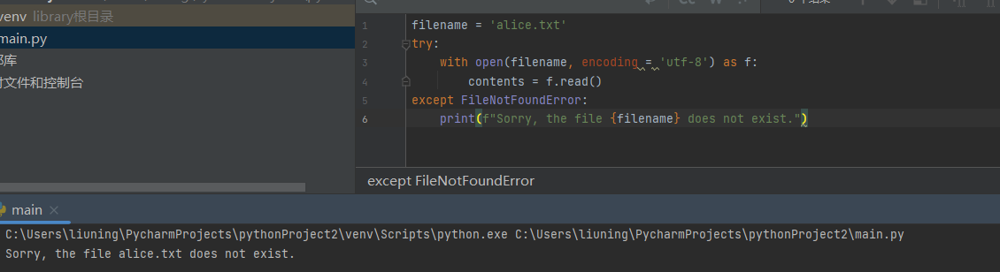 venv library根目录
main.py
部库
时文件和控制台
1 filename = 'alice.txt'
2 try:
3 with open(filename, encoding = 'utf-8') as f:
4 contents = f.read()
5 except FileNotFoundError:
6 print(f"Sorry, the file {filename} does not exist.")
except FileNotFoundError
main
C:\Users\liuning\PycharmProjects\pythonProject2\venv\Scripts\python.exe C:\Users\liuning\PycharmProjects\pythonProject2\main.py
Sorry, the file alice.txt does not exist.